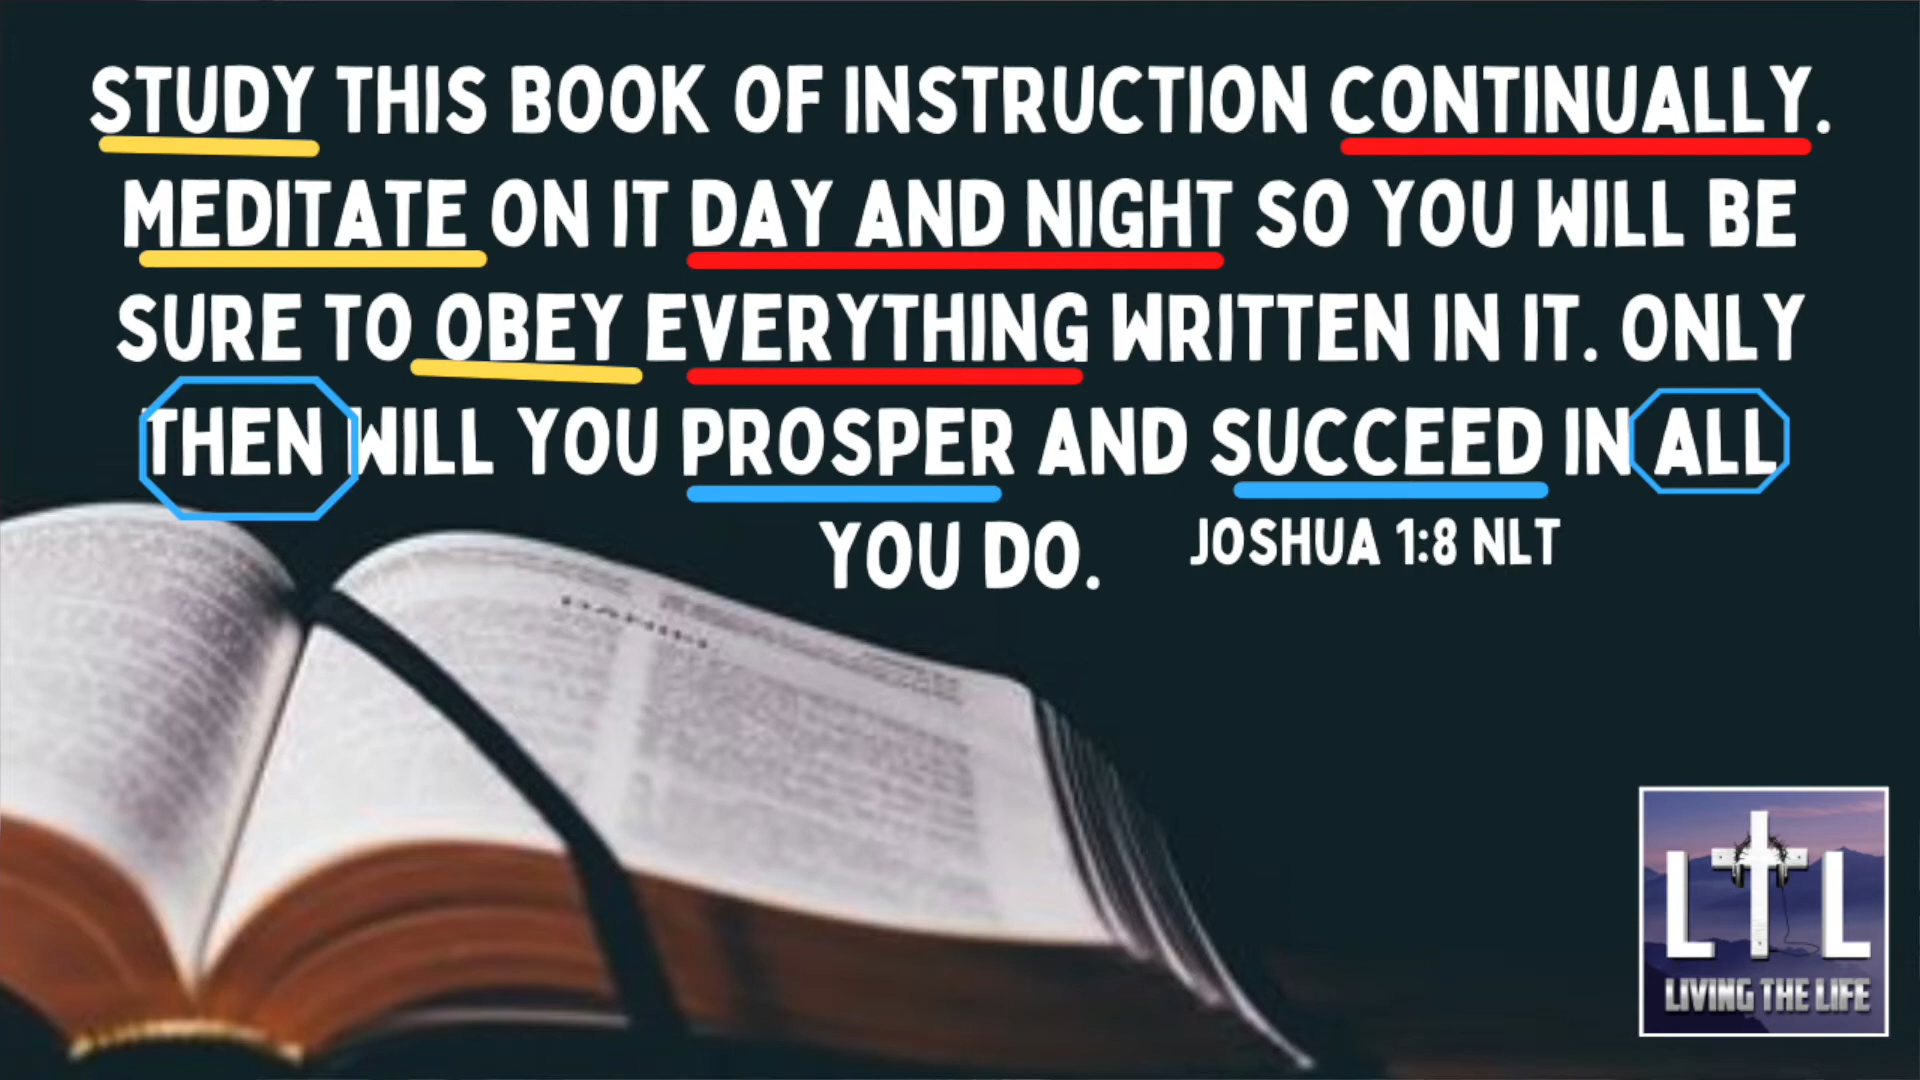 STUDY THIS BOOK OF INSTRUCTION CONTINUALLY.
MEDITATE ON IT DAY AND NIGHT SO YOU WILL BE
SURE TO OBEY EVERYTHING WRITTEN IN IT. ONLY
THEN WILL YOU PROSPER AND SUCCEED IN ALL
YOU DO.
JOSHUA 1:8 NLT
DANIEL
LTL
LIVING THE LIFE